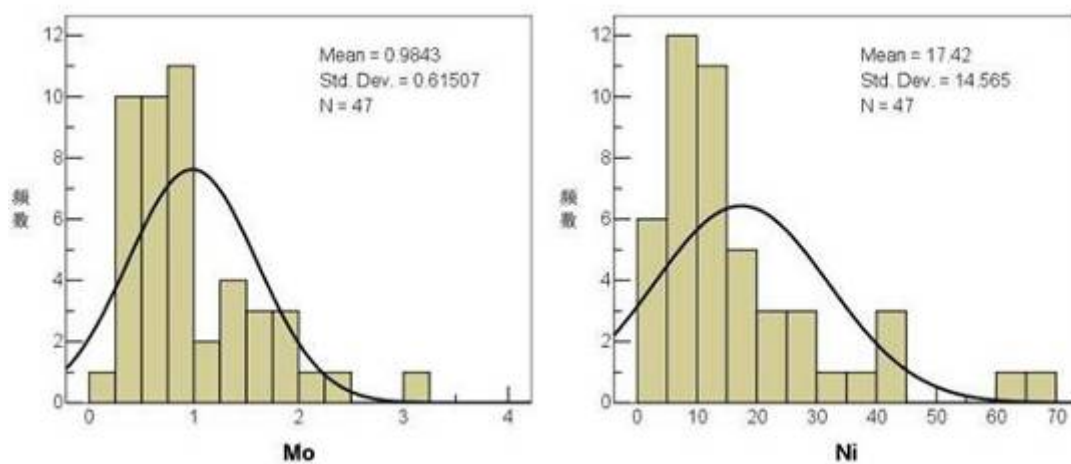 12
10
8
6
4
2
0
频数
Mean = 0.9843
Std. Dev. = 0.61507
N = 47
0 1 2 3 4
Mo
12
10
8
6
4
2
0
频数
Mean = 17.42
Std. Dev. = 14.565
N = 47
0 10 20 30 40 50 60 70
Ni